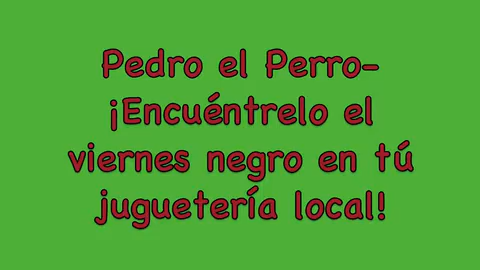 Pedro el Perro-
¡Encuéntrelo el
viernes negro en tú
juguetería local!